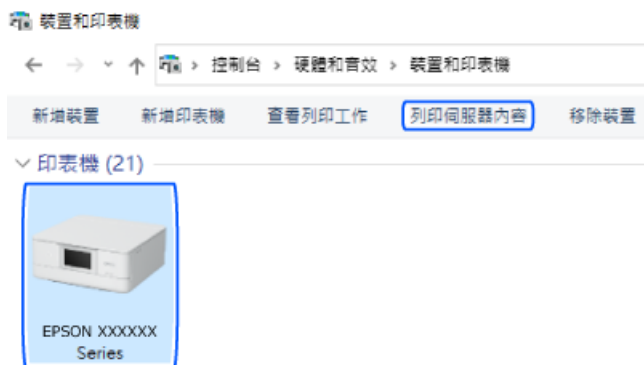 裝置和印表機
控制台 › 硬體和音效 › 裝置和印表機
新增裝置 新增印表機 查看列印工作 列印伺服器內容 移除裝置
印表機 (21)
EPSON XXXXXX
Series